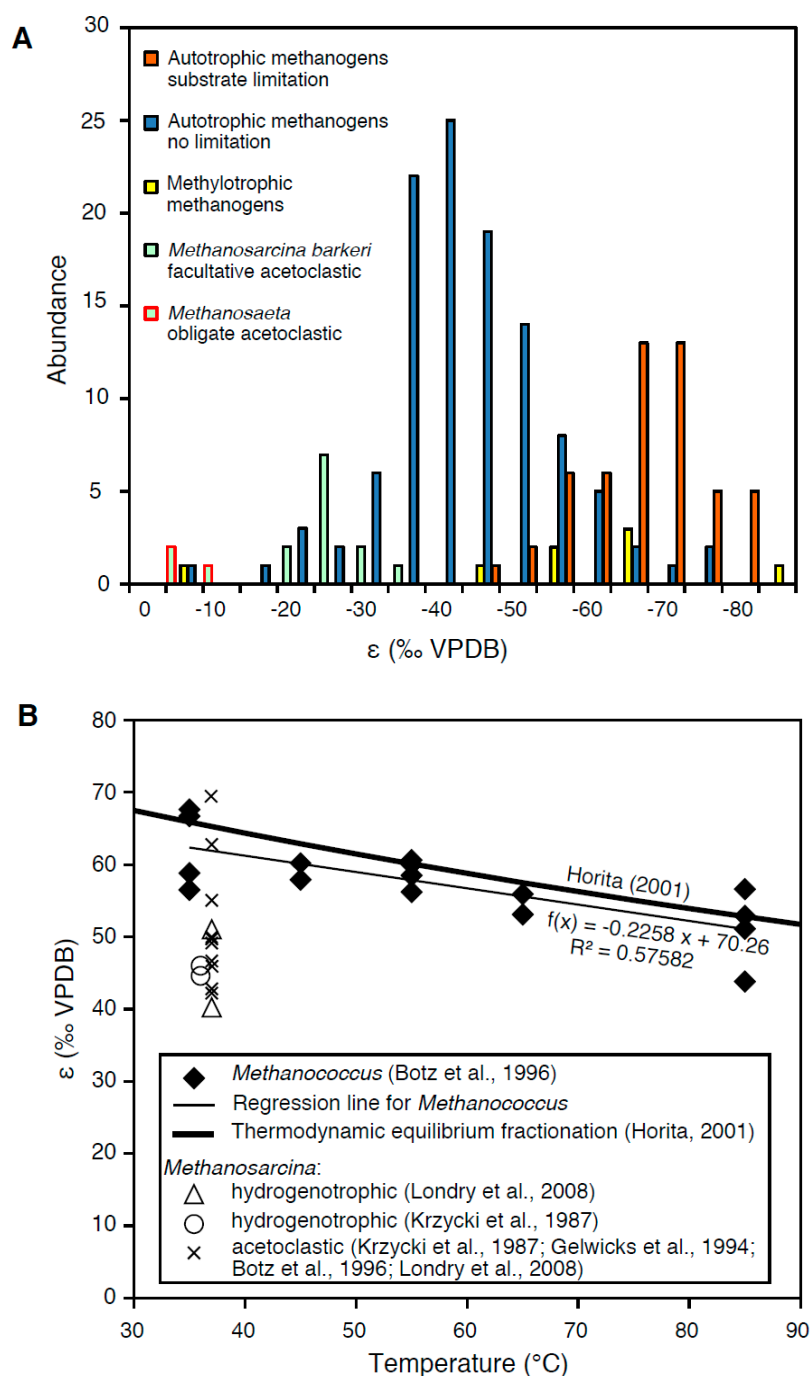 A
30
25
20
15
10
5
0
Abundance
Autotrophic methanogens
substrate limitation
Autotrophic methanogens
no limitation
Methylotrophic
methanogens
Methanosarcina barkeri
facultative acetoclastic
Methanosaeta
obligate acetoclastic
0 -10 -20 -30 -40 -50 -60 -70 -80
ε (‰ VPDB)
B
80
70
60
50
40
30
20
10
0
ε (‰ VPDB)
Horita (2001)
f(x) = -0.2258 x + 70.26
R² = 0.57582
Methanococcus (Botz et al., 1996)
Regression line for Methanococcus
Thermodynamic equilibrium fractionation (Horita, 2001)
Methanosarcina:
hydrogenotrophic (Londry et al., 2008)
hydrogenotrophic (Krzycki et al., 1987)
acetoclastic (Krzycki et al., 1987; Gelwicks et al., 1994;
Botz et al., 1996; Londry et al., 2008)
30 40 50 60 70 80 90
Temperature (°C)